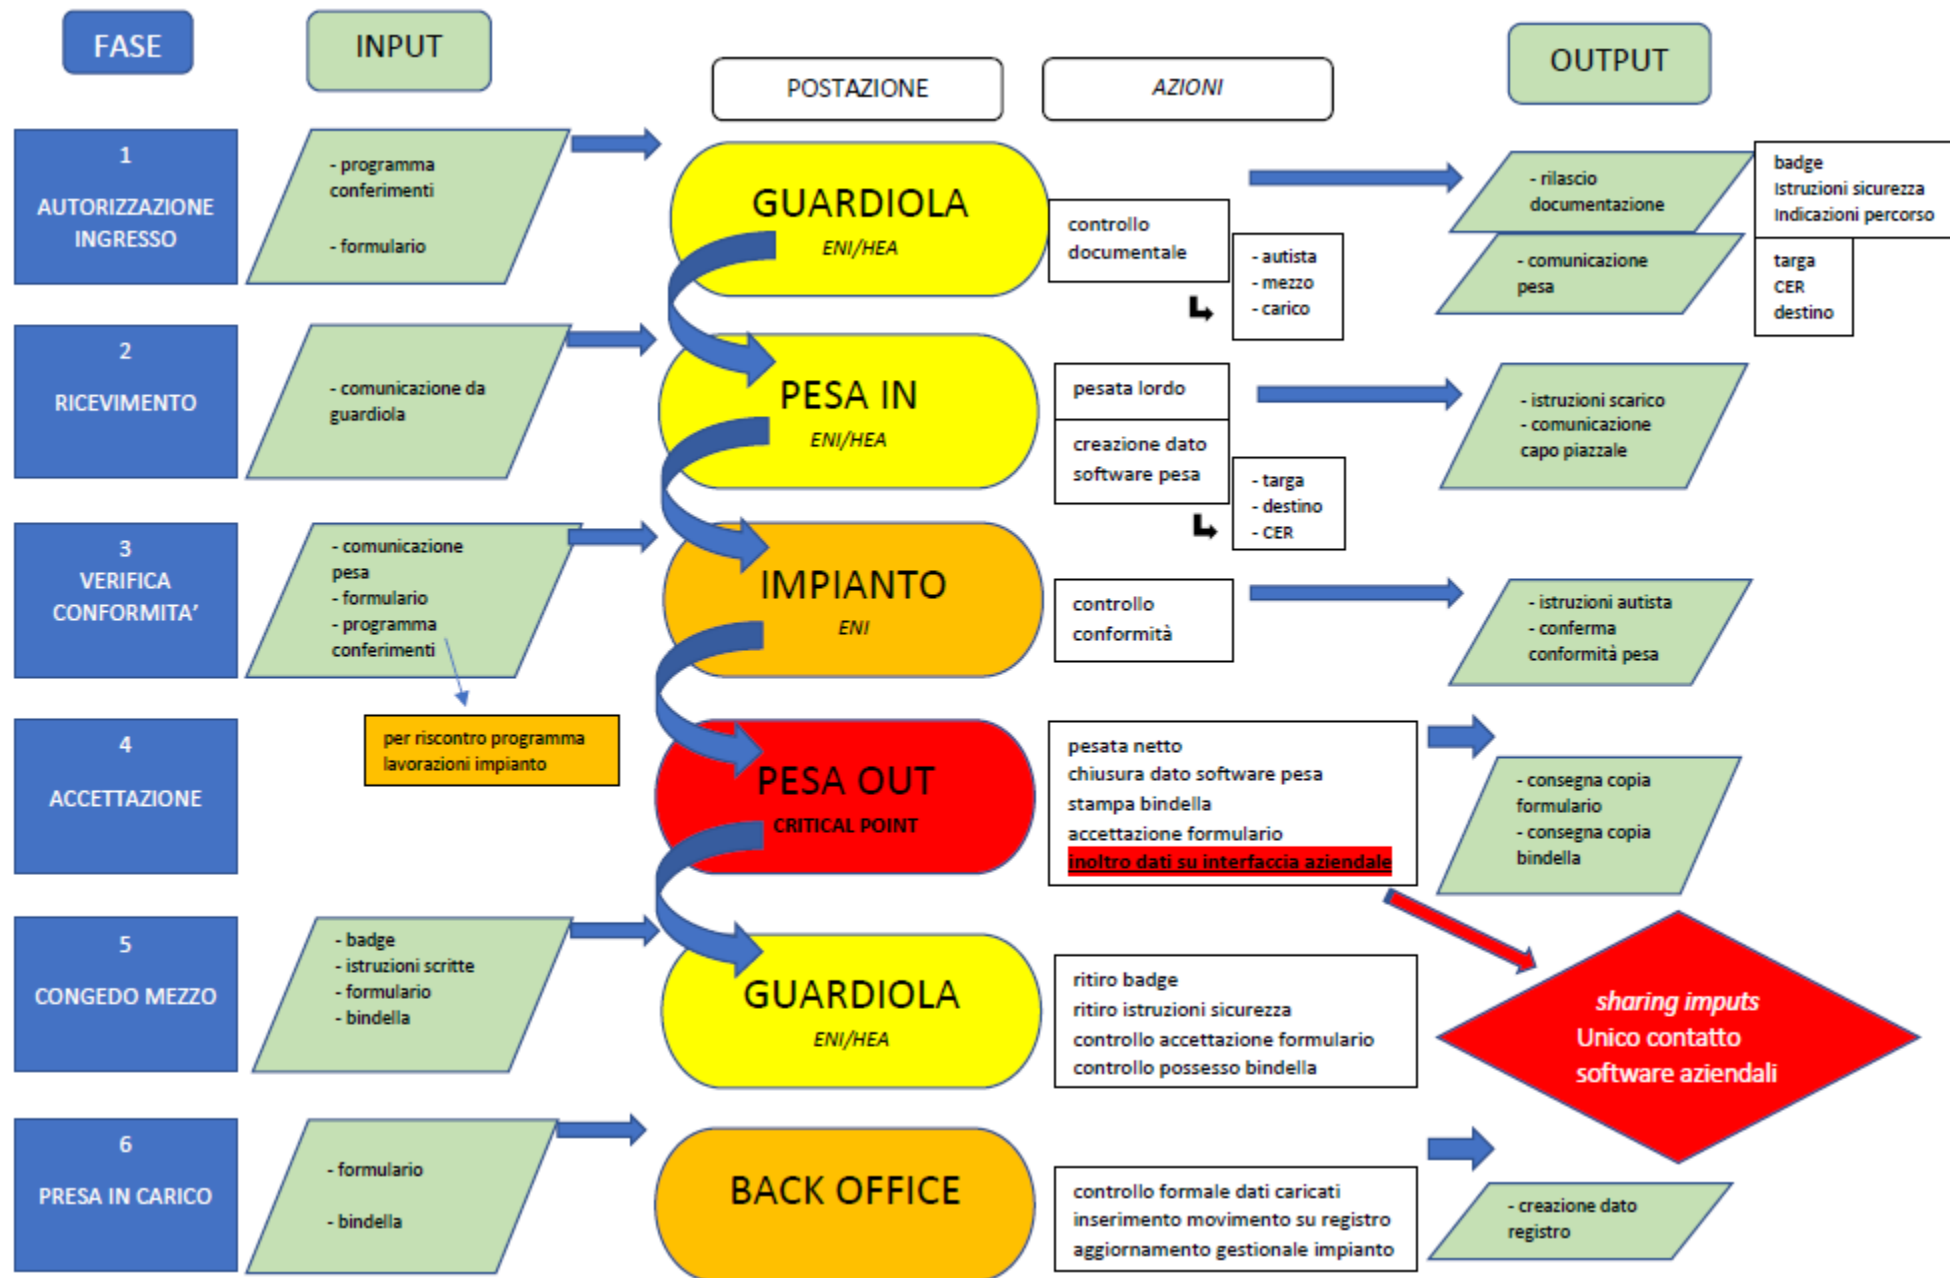 FASE
INPUT
POSTAZIONE
AZIONI
OUTPUT
1
AUTORIZZAZIONE
INGRESSO
- programma
conferimenti
- formulario
GUARDIOLA
ENI/HEA
controllo
documentale
- autista
- mezzo
- carico
- rilascio
documentazione
badge
Istruzioni sicurezza
Indicazioni percorso
- comunicazione
pesa
targa
CER
destino
2
RICEVIMENTO
- comunicazione da
guardiola
PESA IN
ENI/HEA
pesata lordo
creazione dato
software pesa
- targa
- destino
- CER
- istruzioni scarico
- comunicazione
capo piazzale
3
VERIFICA
CONFORMITA’
- comunicazione
pesa
- formulario
- programma
conferimenti
per riscontro programma
lavorazioni impianto
IMPIANTO
ENI
controllo
conformità
- istruzioni autista
- conferma
conformità pesa
4
ACCETTAZIONE
PESA OUT
CRITICAL POINT
pesata netto
chiusura dato software pesa
stampa bindella
accettazione formulario
inoltro dati su interfaccia aziendale
- consegna copia
formulario
- consegna copia
bindella
sharing imputs
Unico contatto
software aziendali
5
CONGEDO MEZZO
- badge
- istruzioni scritte
- formulario
- bindella
GUARDIOLA
ENI/HEA
ritiro badge
ritiro istruzioni sicurezza
controllo accettazione formulario
controllo possesso bindella
6
PRESA IN CARICO
- formulario
- bindella
BACK OFFICE
controllo formale dati caricati
inserimento movimento su registro
aggiornamento gestionale impianto
- creazione dato
registro